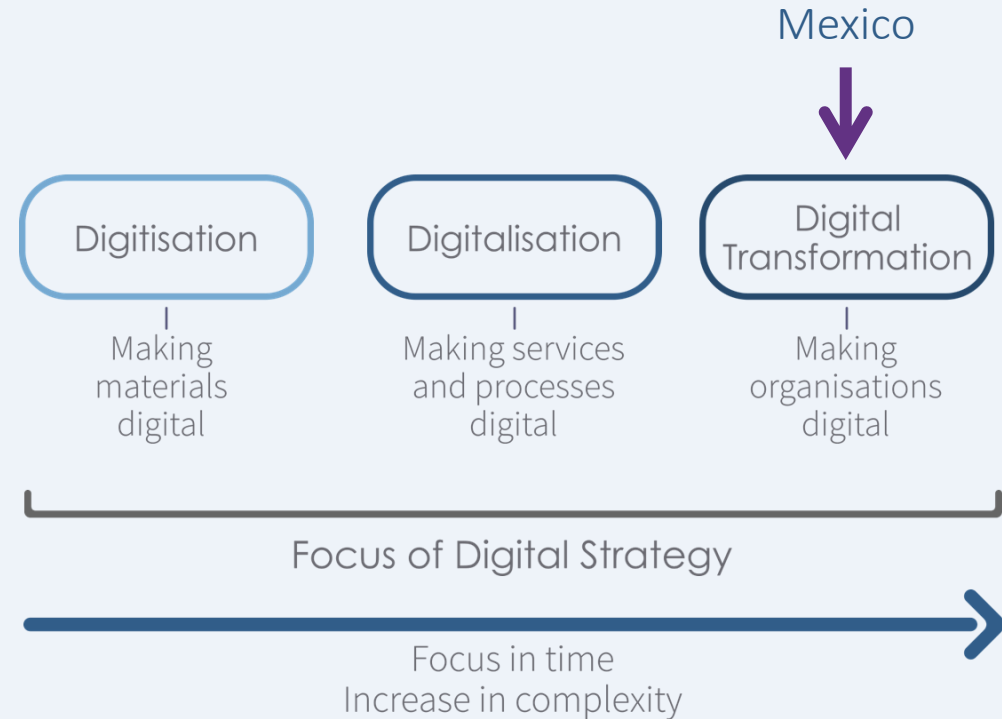 Mexico
Digitisation
Digitalisation
Digital
Transformation
Making
materials
digital
Making services
and processes
digital
Making
organisations
digital
Focus of Digital Strategy
Focus in time
Increase in complexity